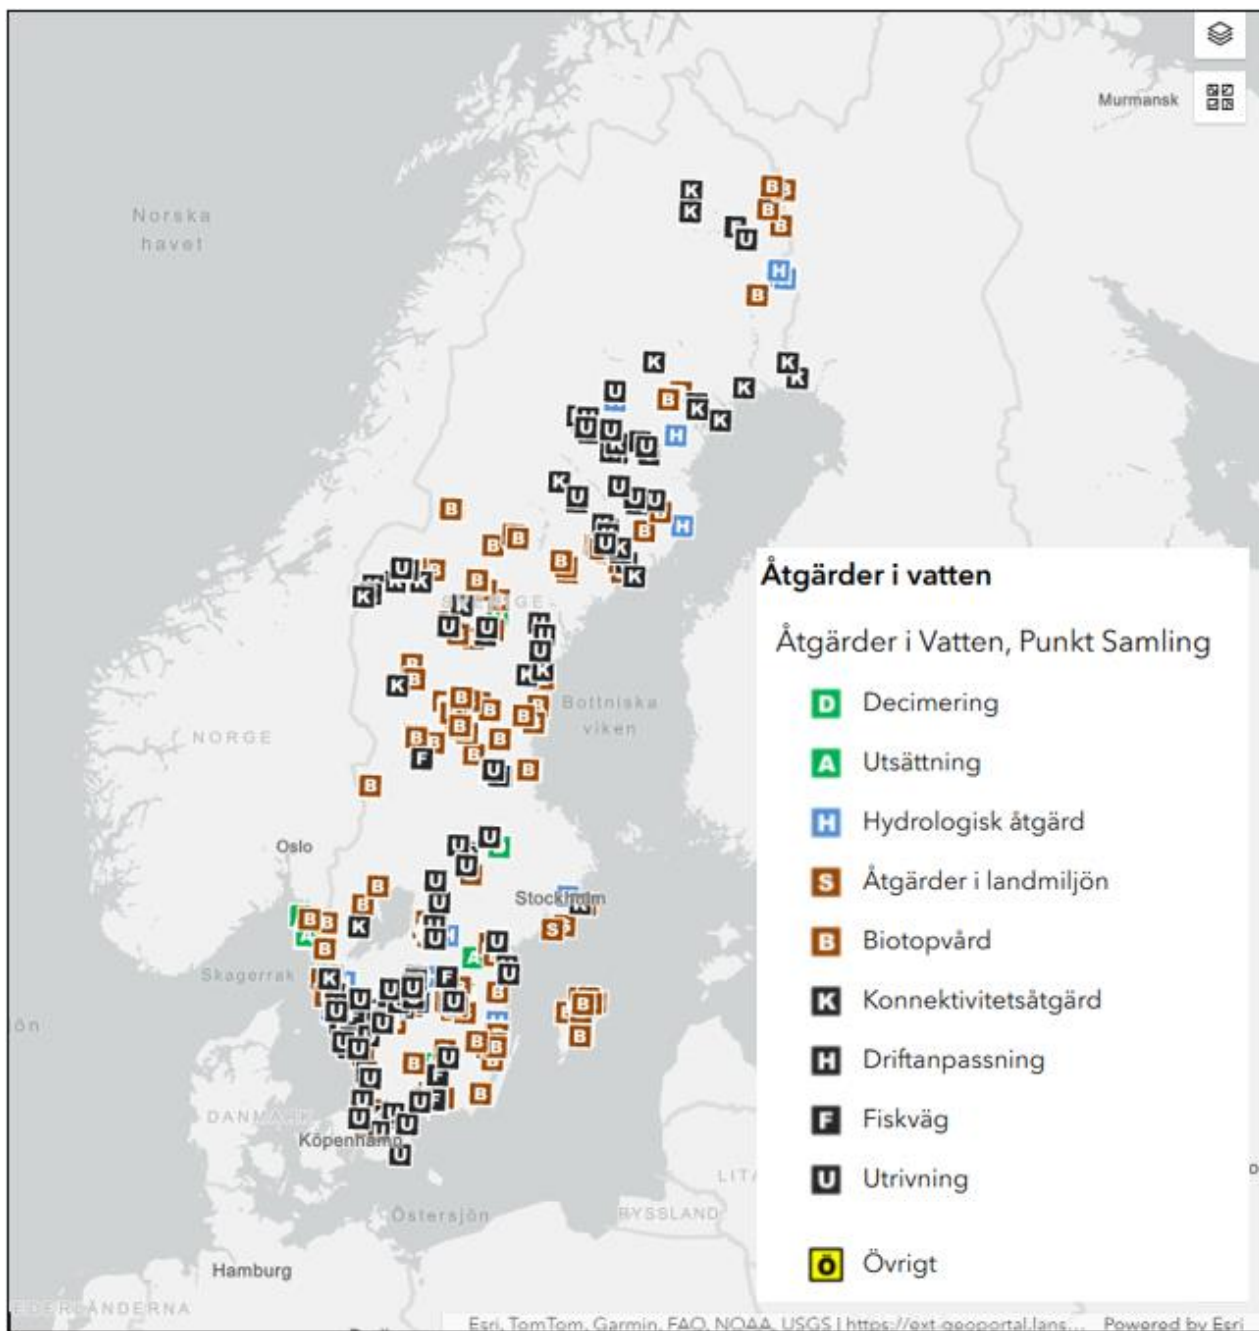 Murmansk
Norska
havet
SVERIGE
Bottniska
viken
NORGE
Oslo
Stockholm
Skagerrak
DANMARK
Köpenhamn
Östersjön
LITA
RYSSLAND
Hamburg
EDERLÄNDERNA
Åtgärder i vatten
Åtgärder i Vatten, Punkt Samling
D Decimering
A Utsättning
H Hydrologisk åtgärd
S Åtgärder i landmiljön
B Biotopvård
K Konnektivitetsåtgärd
H Driftanpassning
F Fiskväg
U Utrivning
Ö Övrigt
Esri, TomTom, Garmin, FAO, NOAA, USGS | https://ext-geoportal.lans... Powered by Esri